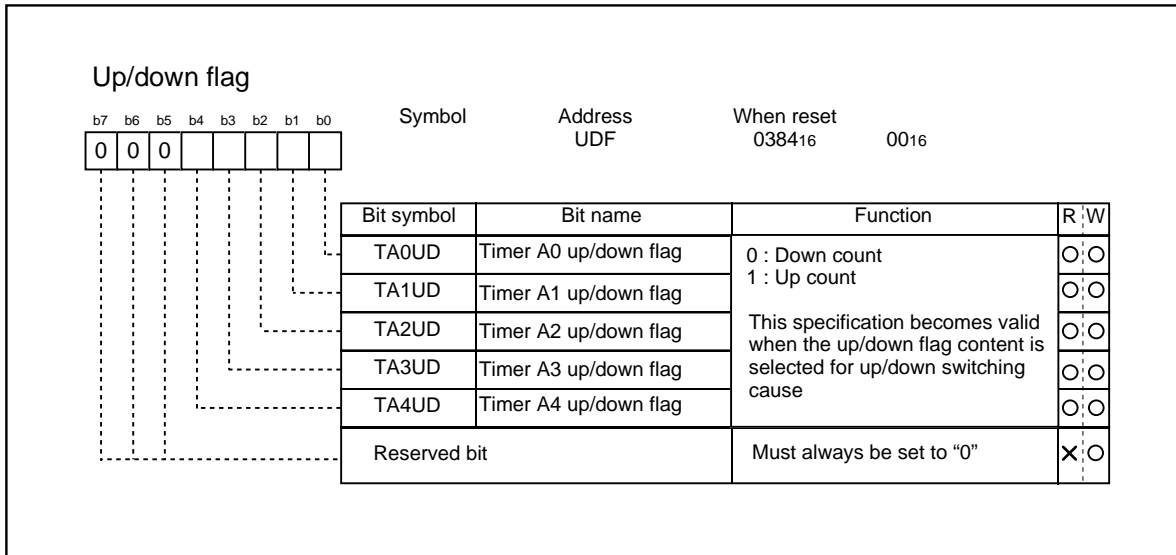 Up/down flag
b7 b6 b5 b4 b3 b2 b1 b0
Symbol Address When reset
UDF 038416 0016
0 0 0
Bit symbol Bit name Function R W
TA0UD Timer A0 up/down flag
TA1UD Timer A1 up/down flag
TA2UD Timer A2 up/down flag
TA3UD Timer A3 up/down flag
TA4UD Timer A4 up/down flag
0 : Down count
1 : Up count
This specification becomes valid
when the up/down flag content is
selected for up/down switching
cause
Reserved bit Must always be set to “0”